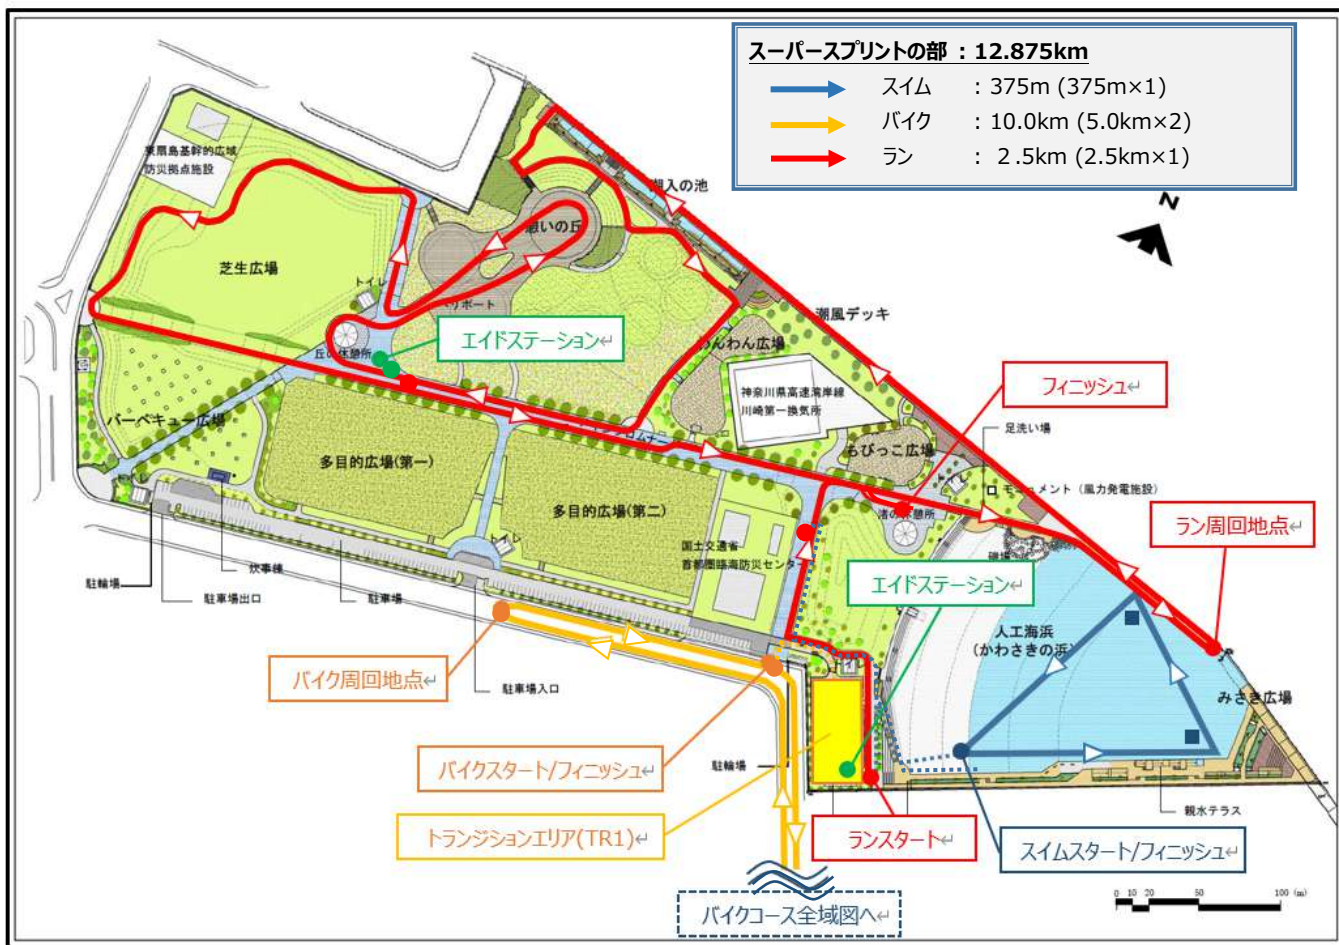 スーパースプリントの部 : 12.875km
スイム : 375m (375m×1)
バイク : 10.0km (5.0km×2)
ラン : 2.5km (2.5km×1)
N
東扇島基幹的広域
防災拠点施設
潮入の池
憩いの丘
芝生広場
トイレ
エイドステーション
潮風デッキ
丘の休憩所
わんわん広場
神奈川県高速湾岸線
川崎第一換気所
フィニッシュ
足洗い場
バーベキュー広場
多目的広場(第一)
ちびっこ広場
トイレ
モニュメント（風力発電施設）
多目的広場(第二)
渚の休憩所
ラン周回地点
国土交通省
首都圏臨海防災センター
エイドステーション
トイレ
トイレ
駐輪場
炊事棟
駐車場出口
駐車場
人工海浜
(かわさきの浜)
バイク周回地点
駐車場入口
トイレ
みさき広場
バイクスタート/フィニッシュ
駐輪場
親水テラス
トランジションエリア(TR1)
ランスタート
スイムスタート/フィニッシュ
バイクコース全域図へ
0 10 20 50 100 (m)